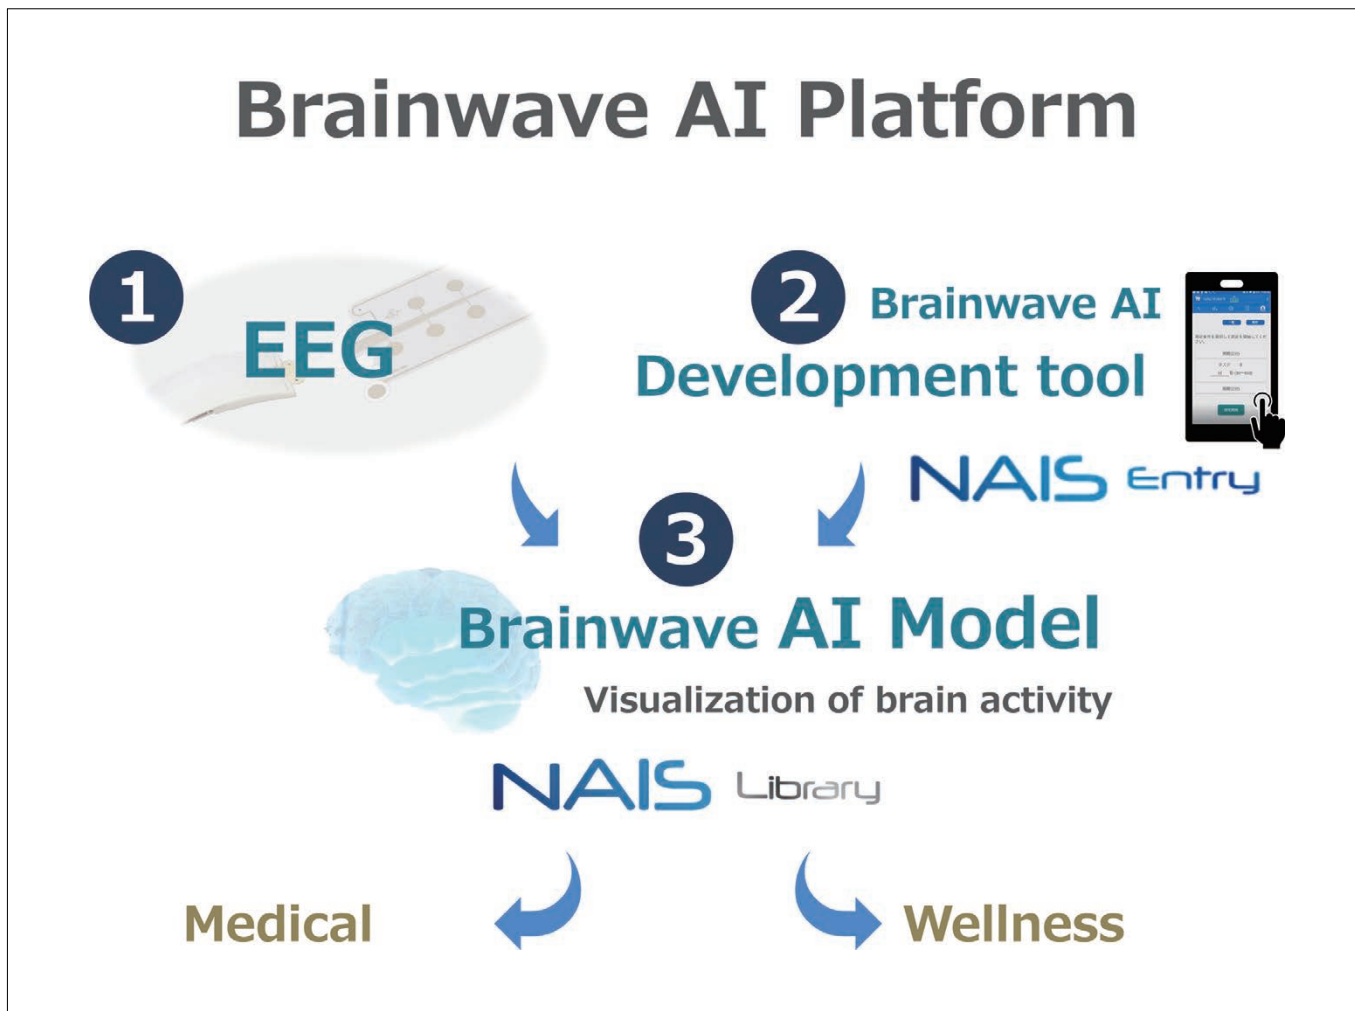 Brainwave AI Platform
1
EEG
2
Brainwave AI
Development tool
NAIS Entry
3
Brainwave AI Model
Visualization of brain activity
NAIS Library
Medical
Wellness